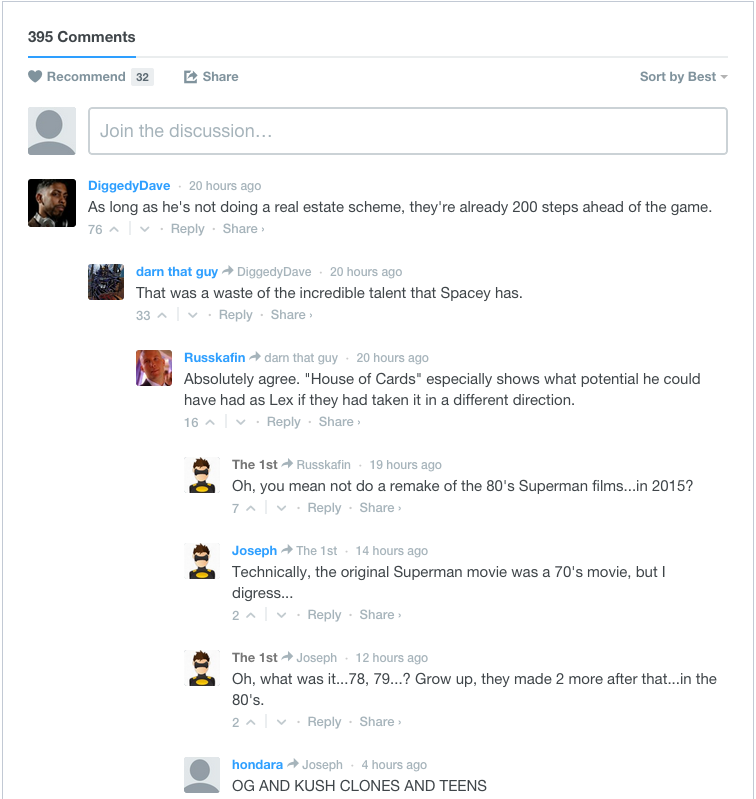 395 Comments
Recommend 32 Share Sort by Best
Join the discussion...
DiggedyDave · 20 hours ago
As long as he's not doing a real estate scheme, they're already 200 steps ahead of the game.
76 · Reply · Share ›
darn that guy DiggedyDave · 20 hours ago
That was a waste of the incredible talent that Spacey has.
33 · Reply · Share ›
Russkafin darn that guy · 20 hours ago
Absolutely agree. "House of Cards" especially shows what potential he could
have had as Lex if they had taken it in a different direction.
16 · Reply · Share ›
The 1st Russkafin · 19 hours ago
Oh, you mean not do a remake of the 80's Superman films...in 2015?
7 · Reply · Share ›
Joseph The 1st · 14 hours ago
Technically, the original Superman movie was a 70's movie, but I
digress...
2 · Reply · Share ›
The 1st Joseph · 12 hours ago
Oh, what was it...78, 79...? Grow up, they made 2 more after that...in the
80's.
2 · Reply · Share ›
hondara Joseph · 4 hours ago
OG AND KUSH CLONES AND TEENS